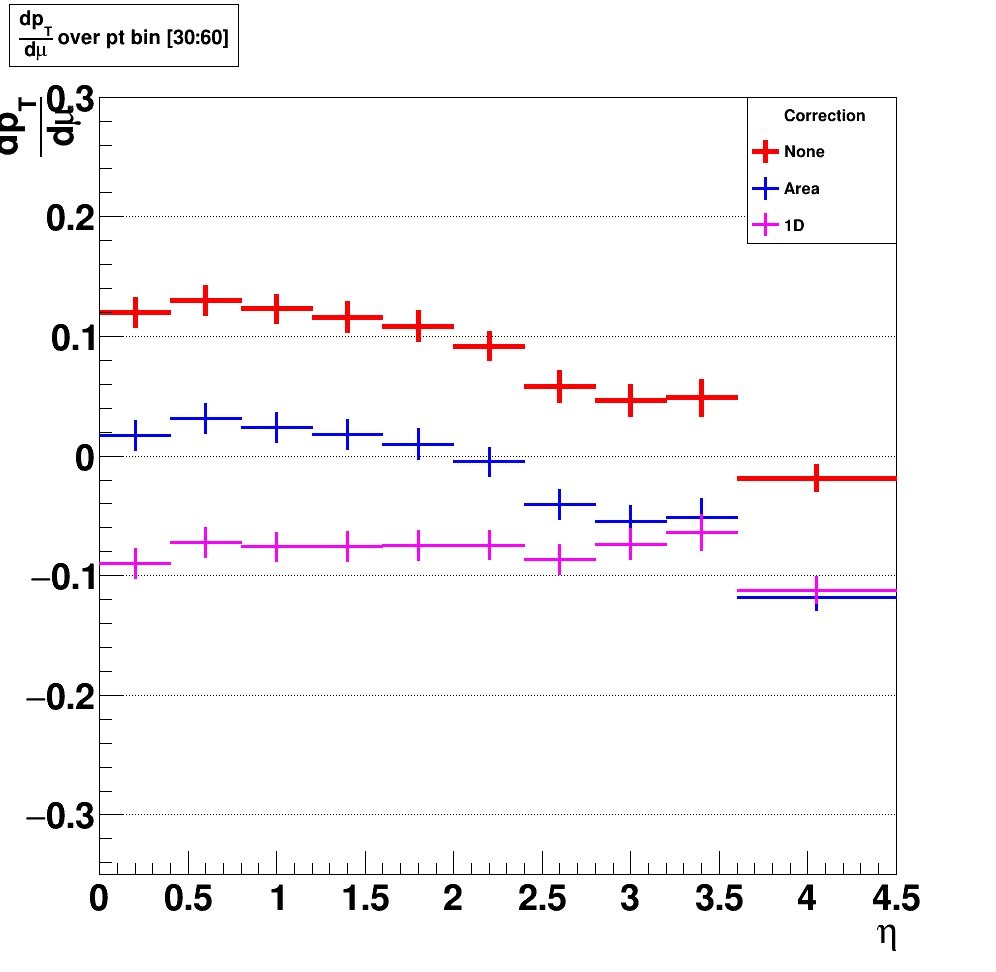 dp_T
dμ
over pt bin [30:60]
dp_T
dμ
0.3
0.2
0.1
0
−0.1
−0.2
−0.3
Correction
None
Area
1D
0 0.5 1 1.5 2 2.5 3 3.5 4 4.5
η